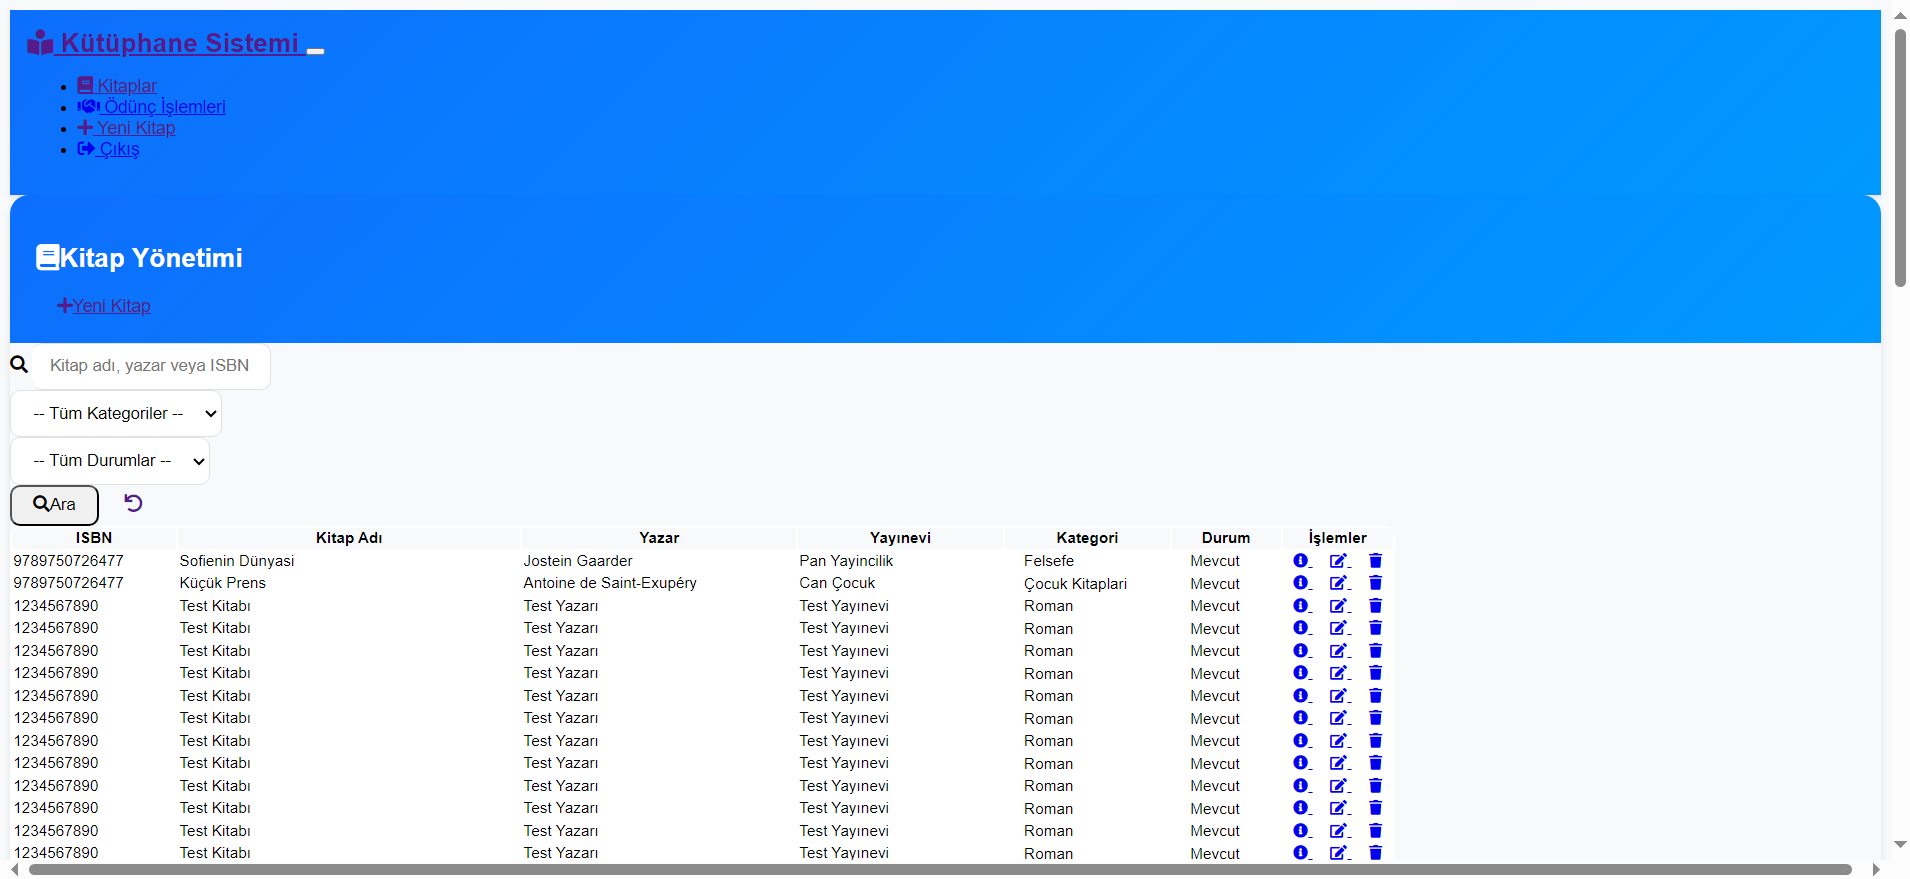 Kütüphane Sistemi
Kitaplar
Ödünç İşlemleri
Yeni Kitap
Çıkış
Kitap Yönetimi
Yeni Kitap
Kitap adı, yazar veya ISBN
-- Tüm Kategoriler --
-- Tüm Durumlar --
Ara
ISBN Kitap Adı Yazar Yayınevi Kategori Durum İşlemler
9789750726477 Sofienin Dünyasi Jostein Gaarder Pan Yayincilik Felsefe Mevcut
9789750726477 Küçük Prens Antoine de Saint-Exupéry Can Çocuk Çocuk Kitaplari Mevcut
1234567890 Test Kitabı Test Yazarı Test Yayınevi Roman Mevcut
1234567890 Test Kitabı Test Yazarı Test Yayınevi Roman Mevcut
1234567890 Test Kitabı Test Yazarı Test Yayınevi Roman Mevcut
1234567890 Test Kitabı Test Yazarı Test Yayınevi Roman Mevcut
1234567890 Test Kitabı Test Yazarı Test Yayınevi Roman Mevcut
1234567890 Test Kitabı Test Yazarı Test Yayınevi Roman Mevcut
1234567890 Test Kitabı Test Yazarı Test Yayınevi Roman Mevcut
1234567890 Test Kitabı Test Yazarı Test Yayınevi Roman Mevcut
1234567890 Test Kitabı Test Yazarı Test Yayınevi Roman Mevcut
1234567890 Test Kitabı Test Yazarı Test Yayınevi Roman Mevcut
1234567890 Test Kitabı Test Yazarı Test Yayınevi Roman Mevcut
1234567890 Test Kitabı Test Yazarı Test Yayınevi Roman Mevcut